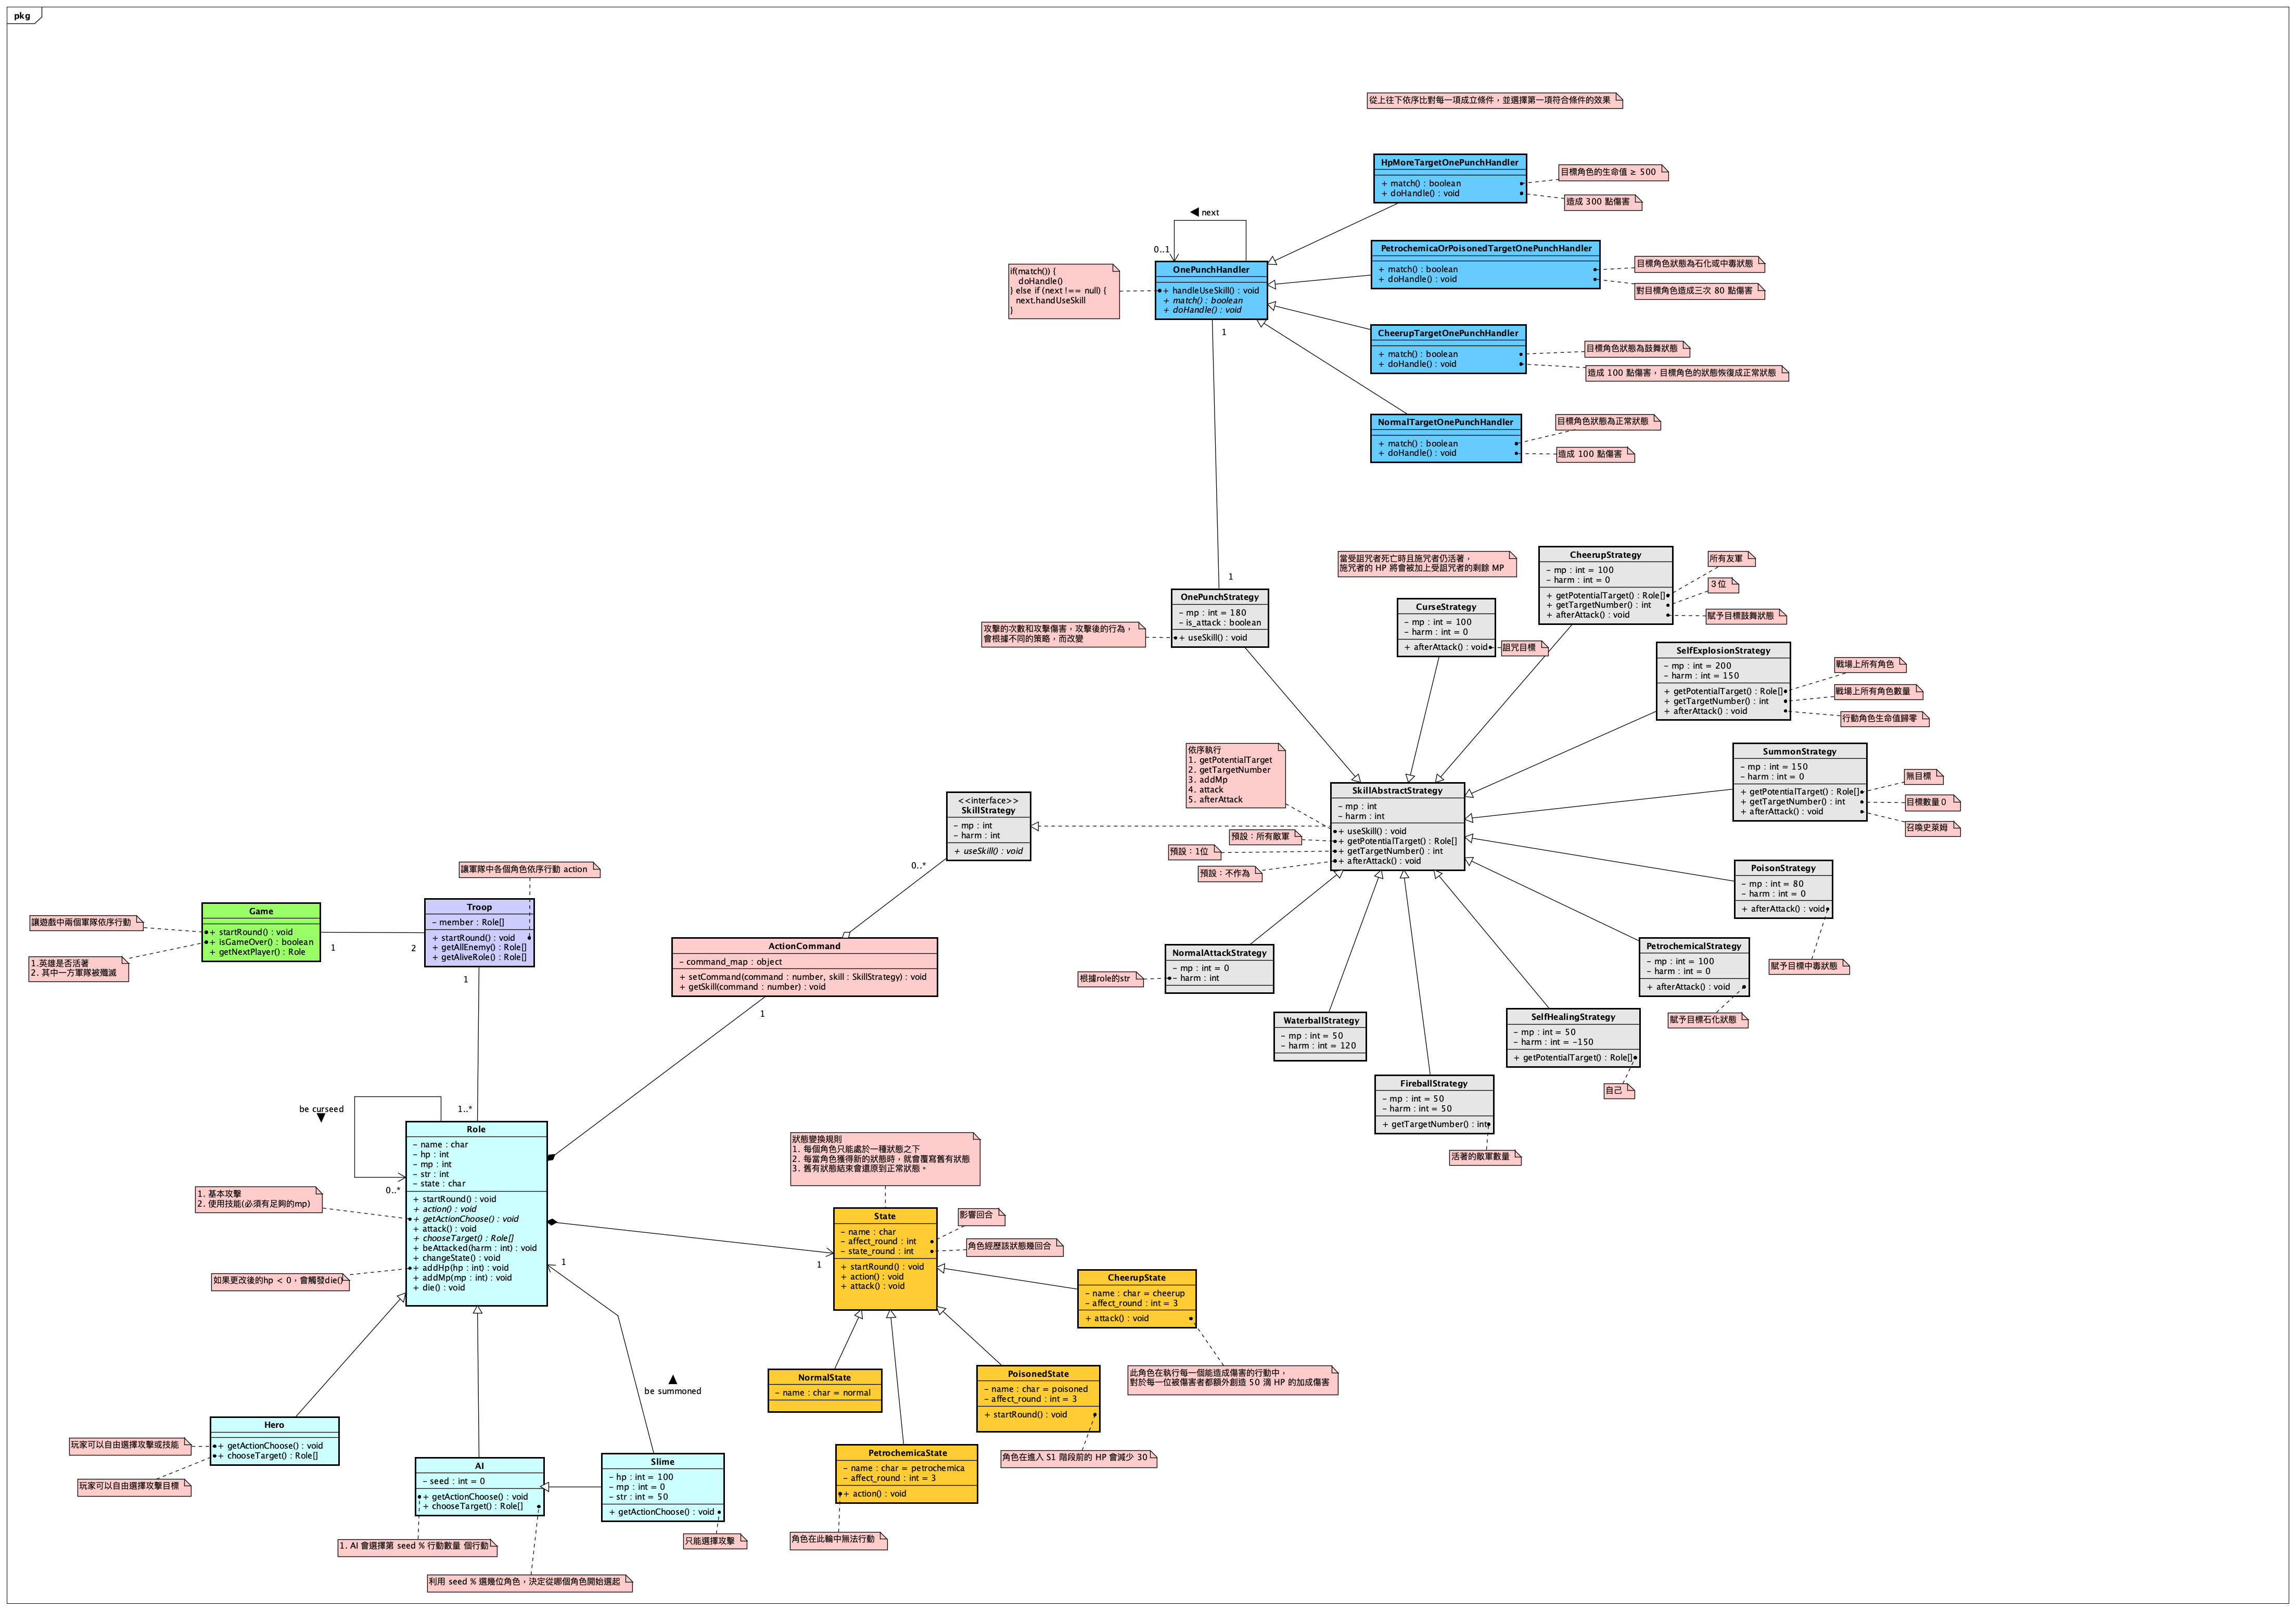 pkg
從上往下依序比對每一項成立條件，並選擇第一項符合條件的效果
HpMoreTargetOnePunchHandler
+ match() : boolean
+ doHandle() : void
目標角色的生命值 ≥ 500
造成 300 點傷害
next
0..1
PetrochemicaOrPoisonedTargetOnePunchHandler
+ match() : boolean
+ doHandle() : void
目標角色狀態為石化或中毒狀態
對目標角色造成三次 80 點傷害
if(match()) {
doHandle()
} else if (next !== null) {
next.handUseSkill
}
OnePunchHandler
+ handleUseSkill() : void
+ match() : boolean
+ doHandle() : void
1
CheerupTargetOnePunchHandler
+ match() : boolean
+ doHandle() : void
目標角色狀態為鼓舞狀態
造成 100 點傷害，目標角色的狀態恢復成正常狀態
NormalTargetOnePunchHandler
+ match() : boolean
+ doHandle() : void
目標角色狀態為正常狀態
造成 100 點傷害
1
OnePunchStrategy
- mp : int = 180
- is_attack : boolean
+ useSkill() : void
攻擊的次數和攻擊傷害，攻擊後的行為，
會根據不同的策略，而改變
當受詛咒者死亡時且施咒者仍活著，
施咒者的 HP 將會被加上受詛咒者的剩餘 MP
CurseStrategy
- mp : int = 100
- harm : int = 0
+ afterAttack() : void
詛咒目標
CheerupStrategy
- mp : int = 100
- harm : int = 0
+ getPotentialTarget() : Role[]
+ getTargetNumber() : int
+ afterAttack() : void
所有友軍
3位
賦予目標鼓舞狀態
SelfExplosionStrategy
- mp : int = 200
- harm : int = 150
+ getPotentialTarget() : Role[]
+ getTargetNumber() : int
+ afterAttack() : void
戰場上所有角色
戰場上所有角色數量
行動角色生命值歸零
SummonStrategy
- mp : int = 150
- harm : int = 0
+ getPotentialTarget() : Role[]
+ getTargetNumber() : int
+ afterAttack() : void
無目標
目標數量0
召喚史萊姆
依序執行
1. getPotentialTarget
2. getTargetNumber
3. addMp
4. attack
5. afterAttack
SkillAbstractStrategy
- mp : int
- harm : int
+ useSkill() : void
+ getPotentialTarget() : Role[]
+ getTargetNumber() : int
+ afterAttack() : void
預設：所有敵軍
預設：1位
預設：不作為
<<interface>>
SkillStrategy
- mp : int
- harm : int
+ useSkill() : void
0..*
PoisonStrategy
- mp : int = 80
- harm : int = 0
+ afterAttack() : void
賦予目標中毒狀態
PetrochemicalStrategy
- mp : int = 100
- harm : int = 0
+ afterAttack() : void
賦予目標石化狀態
NormalAttackStrategy
- mp : int = 0
- harm : int
根據role的str
WaterballStrategy
- mp : int = 50
- harm : int = 120
SelfHealingStrategy
- mp : int = 50
- harm : int = -150
+ getPotentialTarget() : Role[]
自己
FireballStrategy
- mp : int = 50
- harm : int = 50
+ getTargetNumber() : int
活著的敵軍數量
讓軍隊中各個角色依序行動 action
讓遊戲中兩個軍隊依序行動
1.英雄是否活著
2. 其中一方軍隊被殲滅
Game
+ startRound() : void
+ isGameOver() : boolean
+ getNextPlayer() : Role
1
2
Troop
- member : Role[]
+ startRound() : void
+ getAllEnemy() : Role[]
+ getAliveRole() : Role[]
1
1..*
ActionCommand
- command_map : object
+ setCommand(command : number, skill : SkillStrategy) : void
+ getSkill(command : number) : void
1
be curseed
0..*
Role
- name : char
- hp : int
- mp : int
- str : int
- state : char
+ startRound() : void
+ action() : void
+ getActionChoose() : void
+ attack() : void
+ chooseTarget() : Role[]
+ beAttacked(harm : int) : void
+ changeState() : void
+ addHp(hp : int) : void
+ addMp(mp : int) : void
+ die() : void
1. 基本攻擊
2. 使用技能(必須有足夠的mp)
如果更改後的hp < 0，會觸發die()
1
be summoned
狀態變換規則
1. 每個角色只能處於一種狀態之下
2. 每當角色獲得新的狀態時，就會覆寫舊有狀態
3. 舊有狀態結束會還原到正常狀態。
1
State
- name : char
- affect_round : int
- state_round : int
+ startRound() : void
+ action() : void
+ attack() : void
影響回合
角色經歷該狀態幾回合
CheerupState
- name : char = cheerup
- affect_round : int = 3
+ attack() : void
此角色在執行每一個能造成傷害的行動中，
對於每一位被傷害者都額外創造 50 滴 HP 的加成傷害
NormalState
- name : char = normal
PoisonedState
- name : char = poisoned
- affect_round : int = 3
+ startRound() : void
角色在進入 S1 階段前的 HP 會減少 30
PetrochemicaState
- name : char = petrochemica
- affect_round : int = 3
+ action() : void
角色在此輪中無法行動
Hero
+ getActionChoose() : void
+ chooseTarget() : Role[]
玩家可以自由選擇攻擊或技能
玩家可以自由選擇攻擊目標
AI
- seed : int = 0
+ getActionChoose() : void
+ chooseTarget() : Role[]
1. AI 會選擇第 seed % 行動數量 個行動
利用 seed % 選幾位角色，決定從哪個角色開始選起
Slime
- hp : int = 100
- mp : int = 0
- str : int = 50
+ getActionChoose() : void
只能選擇攻擊